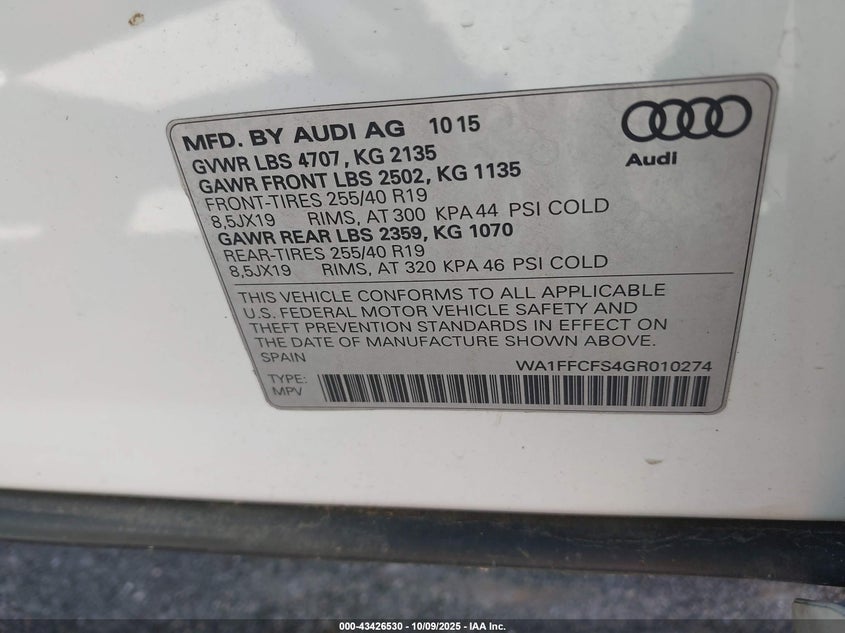 MFD. BY AUDI AG 10 15
GVWR LBS 4707, KG 2135
GAWR FRONT LBS 2502, KG 1135
FRONT-TIRES 255/40 R19
8,5JX19 RIMS, AT 300 KPA 44 PSI COLD
GAWR REAR LBS 2359, KG 1070
REAR-TIRES 255/40 R19
8,5JX19 RIMS, AT 320 KPA 46 PSI COLD
Audi
THIS VEHICLE CONFORMS TO ALL APPLICABLE
U.S. FEDERAL MOTOR VEHICLE SAFETY AND
THEFT PREVENTION STANDARDS IN EFFECT ON
THE DATE OF MANUFACTURE SHOWN ABOVE.
SPAIN WA1FFCFS4GR010274
TYPE:
MPV
000-43426530 - 10/09/2025 - IAA Inc.